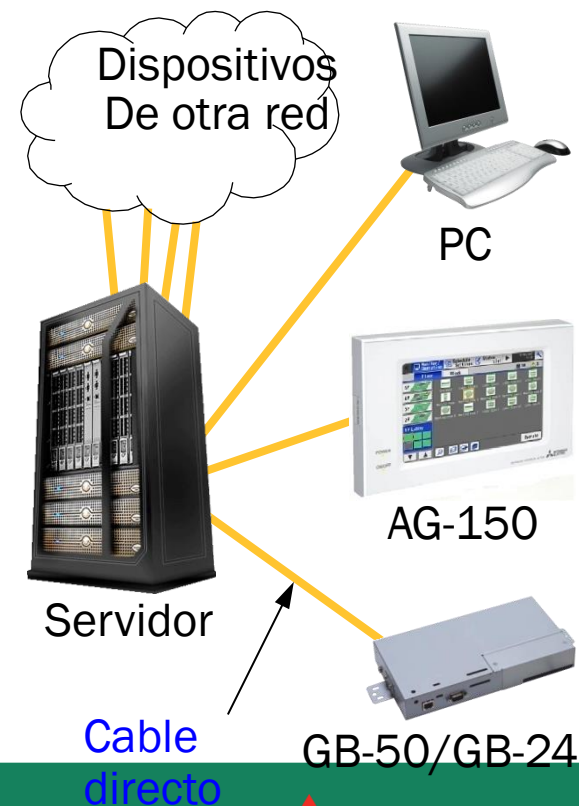 Dispositivos
De otra red
PC
AG-150
Servidor
Cable
directo
GB-50/GB-24